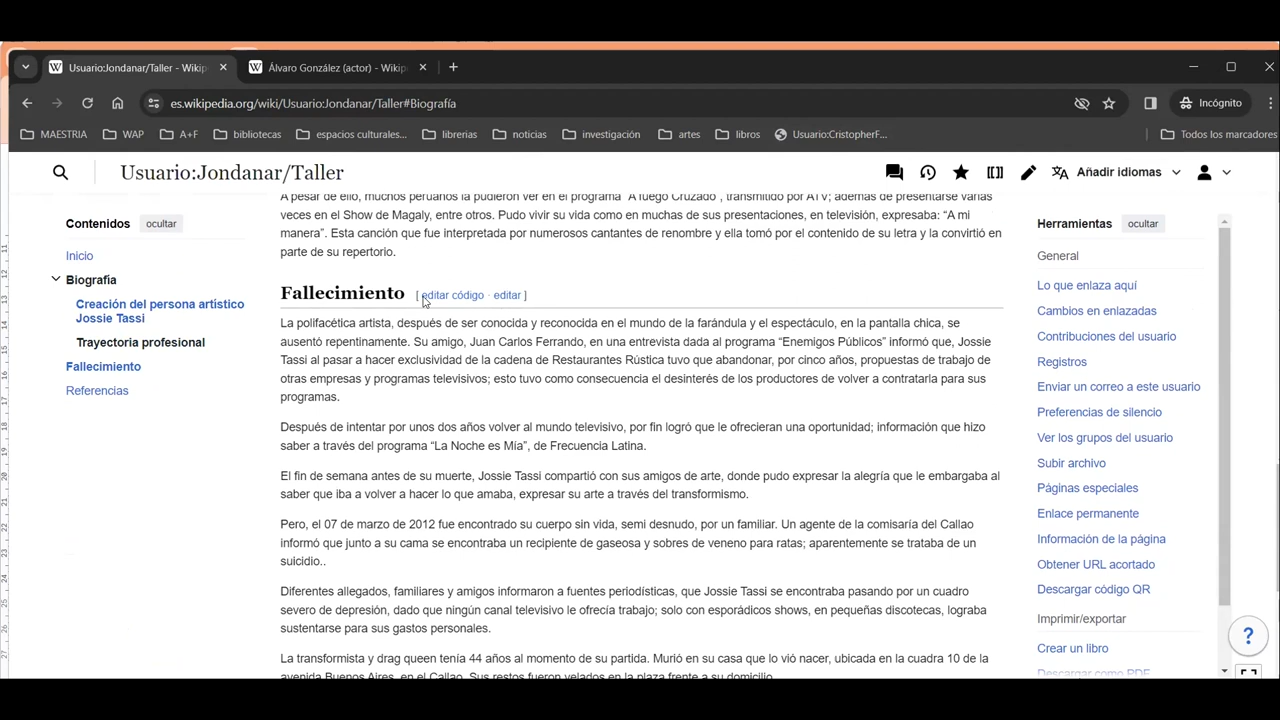 Usuario:Jondanar/Taller - Wikip
Álvaro González (actor) - Wikip
es.wikipedia.org/wiki/Usuario:Jondanar/Taller#Biografía
Incógnito
MAESTRIA
WAP
A+F
bibliotecas
espacios culturales...
librerias
noticias
investigación
artes
libros
Usuario:CristopherF...
Todos los marcadores
Usuario:Jondanar/Taller
Añadir idiomas
Contenidos
ocultar
Inicio
Biografía
Creación del persona artístico
Jossie Tassi
Trayectoria profesional
Fallecimiento
Referencias
A pesar de ello, muchos peruanos la pudieron ver en el programa "A fuego Cruzado", transmitido por ATV; además de presentarse varias
veces en el Show de Magaly, entre otros. Pudo vivir su vida como en muchas de sus presentaciones, en televisión, expresaba: “A mi
manera”. Esta canción que fue interpretada por numerosos cantantes de renombre y ella tomó por el contenido de su letra y la convirtió en
parte de su repertorio.
Fallecimiento [ editar código · editar ]
La polifacética artista, después de ser conocida y reconocida en el mundo de la farándula y el espectáculo, en la pantalla chica, se
ausentó repentinamente. Su amigo, Juan Carlos Ferrando, en una entrevista dada al programa “Enemigos Públicos” informó que, Jossie
Tassi al pasar a hacer exclusividad de la cadena de Restaurantes Rústica tuvo que abandonar, por cinco años, propuestas de trabajo de
otras empresas y programas televisivos; esto tuvo como consecuencia el desinterés de los productores de volver a contratarla para sus
programas.
Después de intentar por unos dos años volver al mundo televisivo, por fin logró que le ofrecieran una oportunidad; información que hizo
saber a través del programa “La Noche es Mía”, de Frecuencia Latina.
El fin de semana antes de su muerte, Jossie Tassi compartió con sus amigos de arte, donde pudo expresar la alegría que le embargaba al
saber que iba a volver a hacer lo que amaba, expresar su arte a través del transformismo.
Pero, el 07 de marzo de 2012 fue encontrado su cuerpo sin vida, semi desnudo, por un familiar. Un agente de la comisaría del Callao
informó que junto a su cama se encontraba un recipiente de gaseosa y sobres de veneno para ratas; aparentemente se trataba de un
suicidio..
Diferentes allegados, familiares y amigos informaron a fuentes periodísticas, que Jossie Tassi se encontraba pasando por un cuadro
severo de depresión, dado que ningún canal televisivo le ofrecía trabajo; solo con esporádicos shows, en pequeñas discotecas, lograba
sustentarse para sus gastos personales.
La transformista y drag queen tenía 44 años al momento de su partida. Murió en su casa que lo vió nacer, ubicada en la cuadra 10 de la
avenida Buenos Aires, en el Callao. Sus restos fueron velados en la plaza frente a su domicilio.
Herramientas
ocultar
General
Lo que enlaza aquí
Cambios en enlazadas
Contribuciones del usuario
Registros
Enviar un correo a este usuario
Preferencias de silencio
Ver los grupos del usuario
Subir archivo
Páginas especiales
Enlace permanente
Información de la página
Obtener URL acortado
Descargar código QR
Imprimir/exportar
Crear un libro
Descargar como PDF